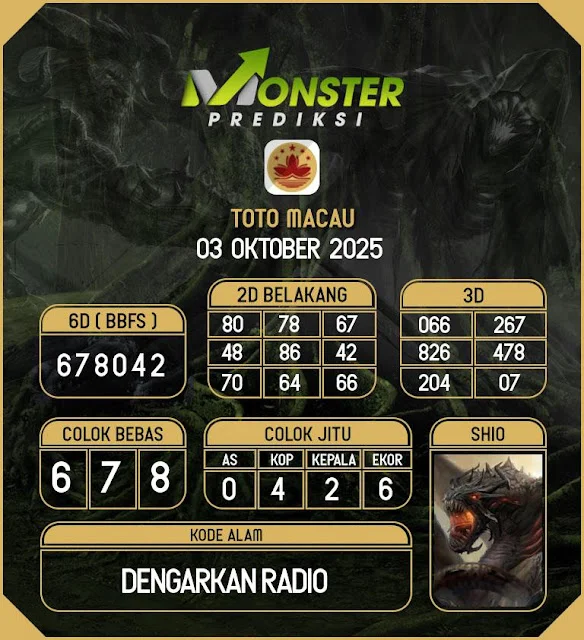 MONSTER
PREDIKSI
TOTO MACAU
03 OKTOBER 2025
6D ( BBFS )
678042
2D BELAKANG
80 78 67
48 86 42
70 64 66
3D
066 267
826 478
204 07
COLOK BEBAS
6 7 8
COLOK JITU
AS KOP KEPALA EKOR
0 4 2 6
SHIO
KODE ALAM
DENGARKAN RADIO